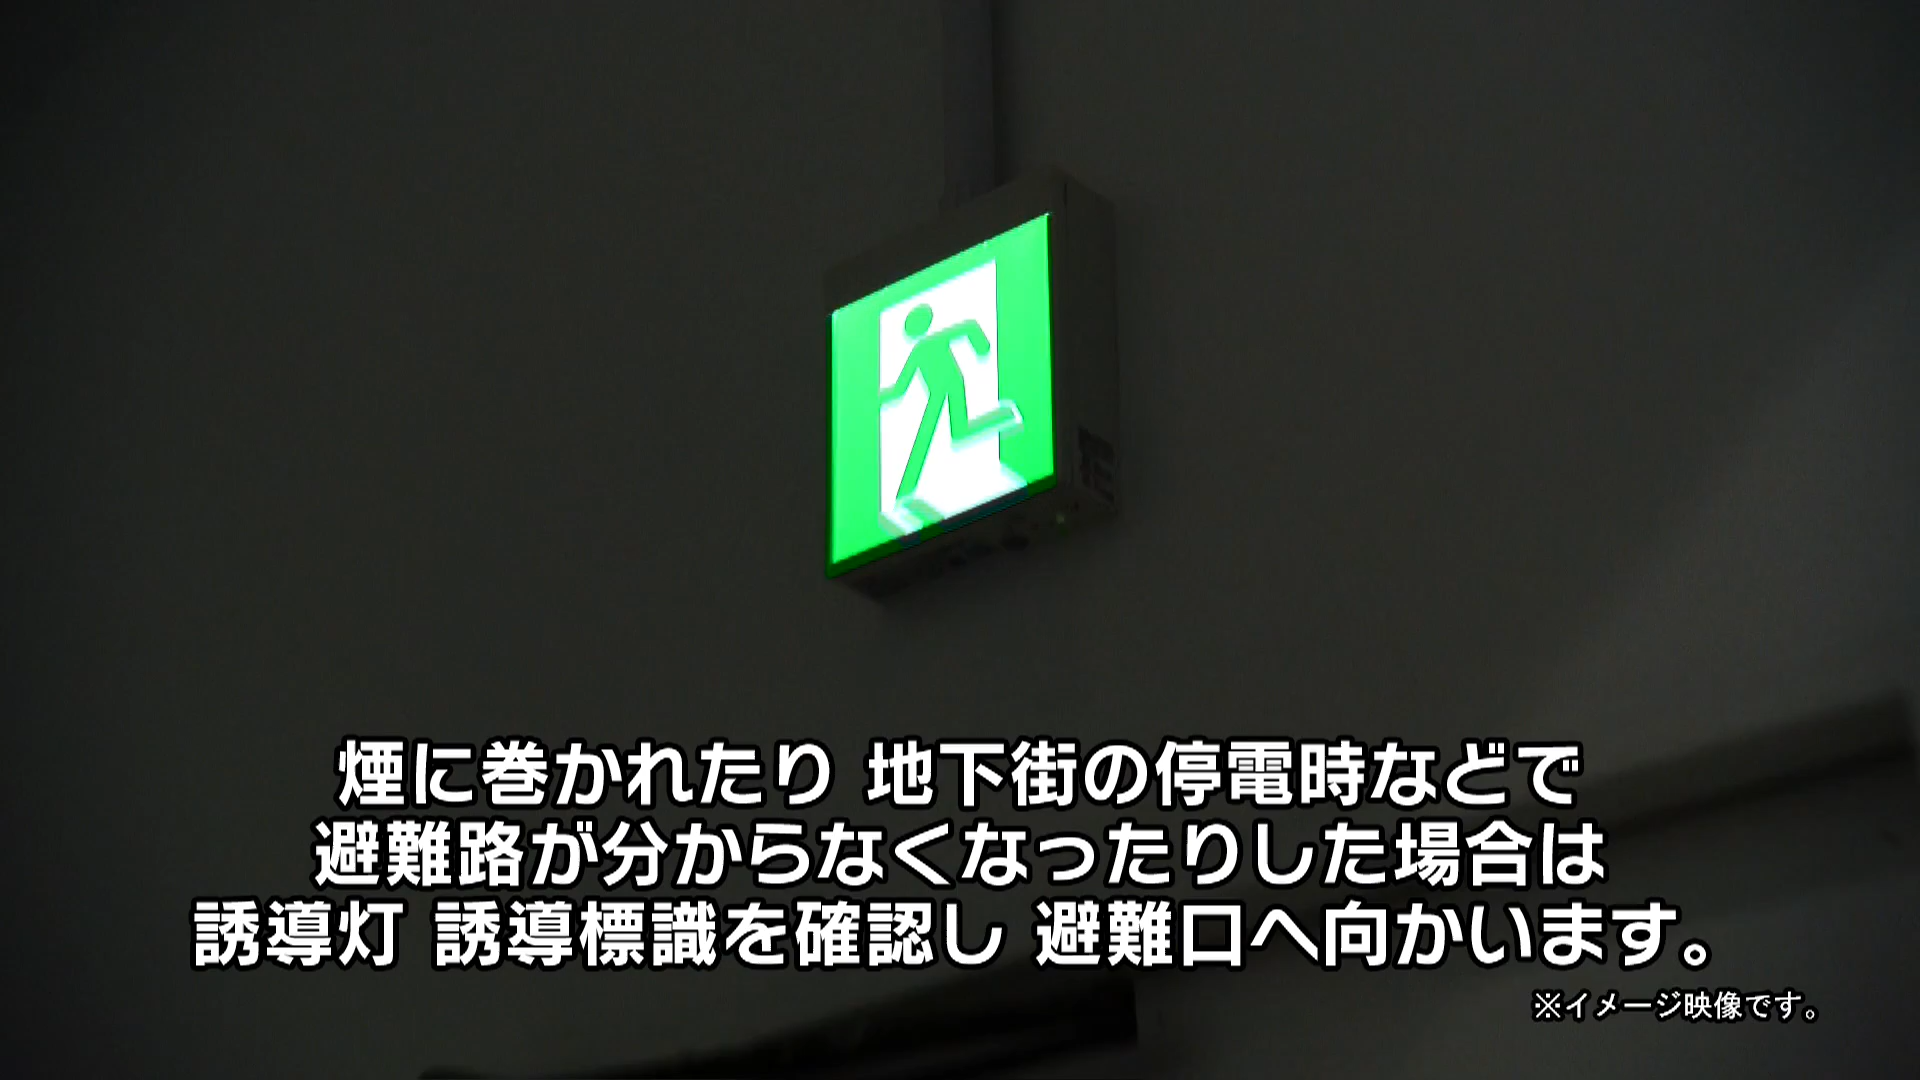 煙に巻かれたり 地下街の停電時などで
避難路が分からなくなったりした場合は
誘導灯 誘導標識を確認し 避難口へ向かいます。
※イメージ映像です。